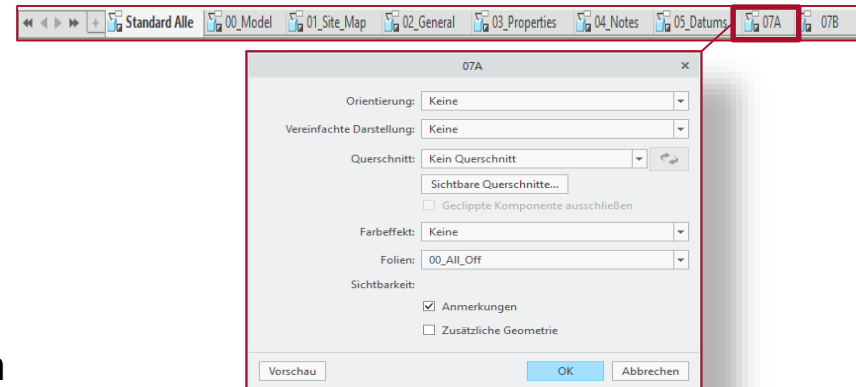 + Standard Alle 00_Model 01_Site_Map 02_General 03_Properties 04_Notes 05_Datums 07A 07B
07A ×
Orientierung: Keine
Vereinfachte Darstellung: Keine
Querschnitt: Kein Querschnitt
Sichtbare Querschnitte...
Geclippte Komponente ausschließen
Farbeffekt: Keine
Folien: 00_All_Off
Sichtbarkeit:
Anmerkungen
Zusätzliche Geometrie
Vorschau OK Abbrechen